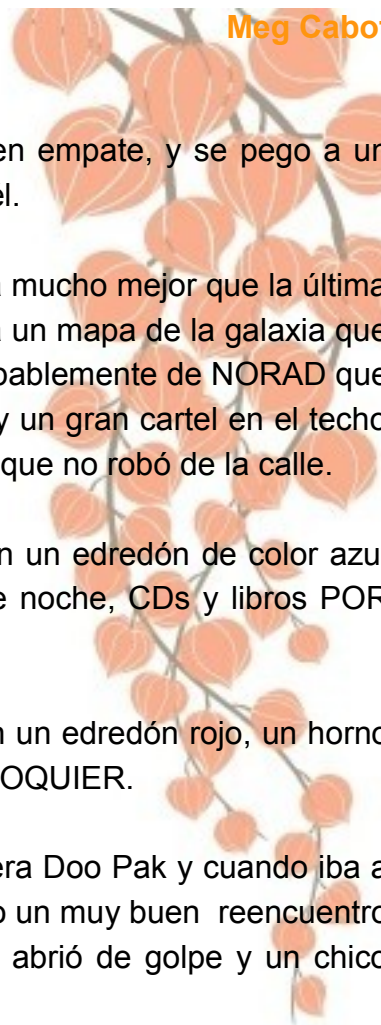 Meg Cabot
en empate, y se pego a un
el.
mucho mejor que la última
un mapa de la galaxia que
bablemente de NORAD que
y un gran cartel en el techo
que no robó de la calle.
n un edredón de color azul
e noche, CDs y libros POR
n un edredón rojo, un horno
OQUIER.
era Doo Pak y cuando iba a
o un muy buen reencuentro
abrió de golpe y un chico